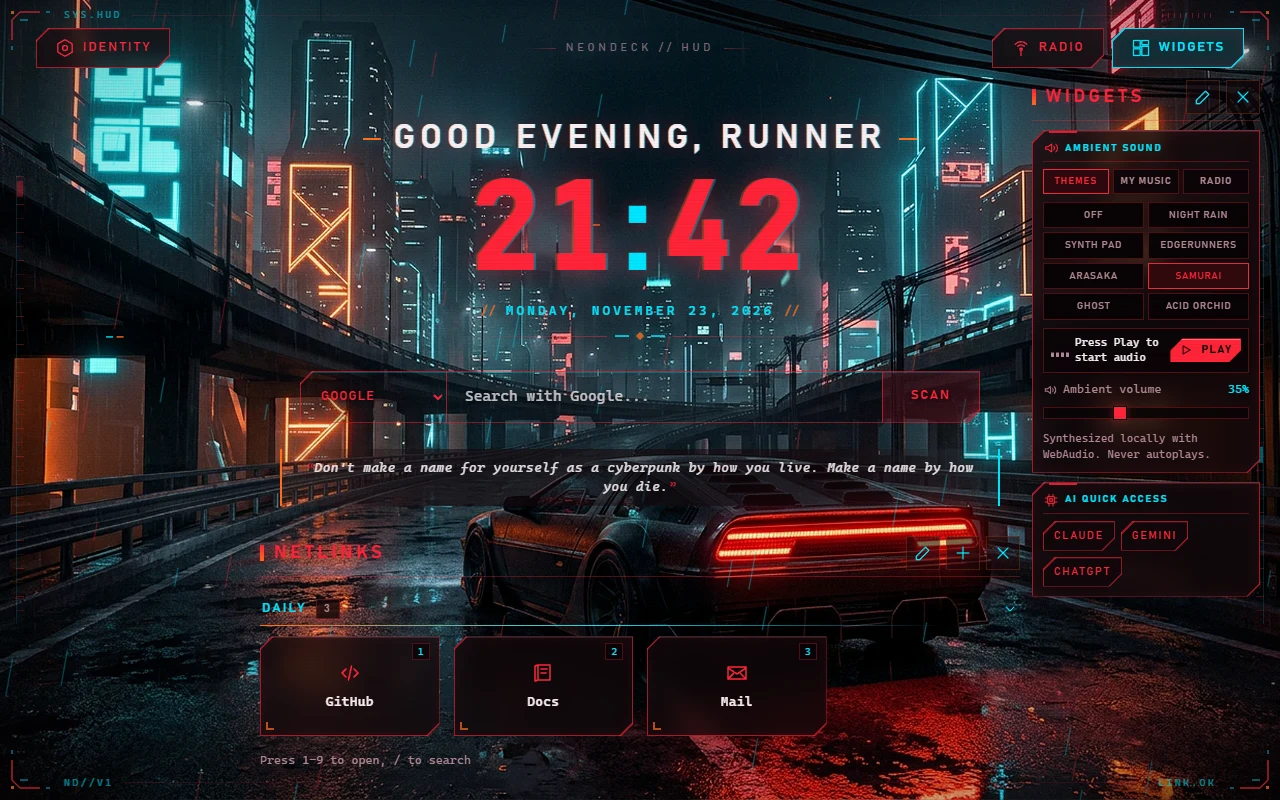 SYS.HUD
IDENTITY
NEONDECK // HUD
RADIO
WIDGETS
GOOD EVENING, RUNNER
21:42
// MONDAY, NOVEMBER 23, 2026 //
GOOGLE
Search with Google...
SCAN
Don't make a name for yourself as a cyberpunk by how you live. Make a name by how
you die."
NETLINKS
DAILY 3
1
GitHub
2
Docs
3
Mail
Press 1-9 to open, / to search
WIDGETS
AMBIENT SOUND
THEMES
MY MUSIC
RADIO
OFF
NIGHT RAIN
SYNTH PAD
EDGERUNNERS
ARASAKA
SAMURAI
GHOST
ACID ORCHID
Press Play to
start audio
PLAY
Ambient volume 35%
Synthesized locally with
WebAudio. Never autoplays.
AI QUICK ACCESS
CLAUDE
GEMINI
CHATGPT
ND//V1
LINK.OK